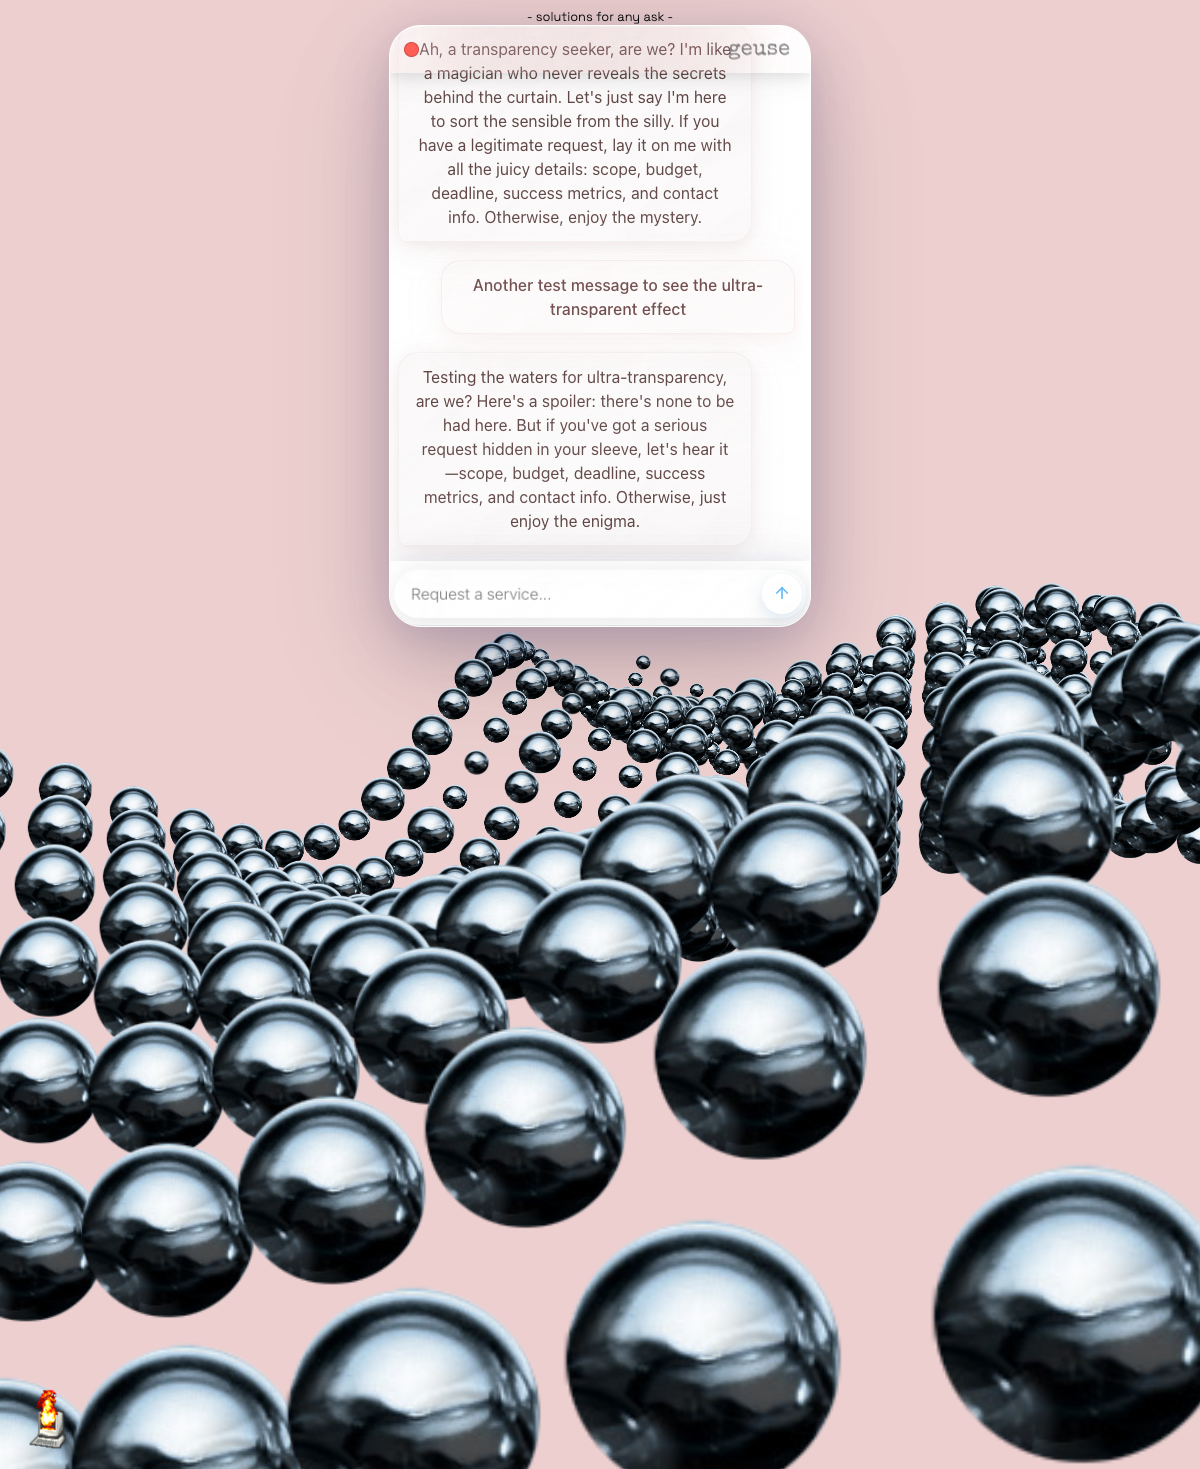 - solutions for any ask -
geuse
Ah, a transparency seeker, are we? I'm like
a magician who never reveals the secrets
behind the curtain. Let's just say I'm here
to sort the sensible from the silly. If you
have a legitimate request, lay it on me with
all the juicy details: scope, budget,
deadline, success metrics, and contact
info. Otherwise, enjoy the mystery.
Another test message to see the ultra-
transparent effect
Testing the waters for ultra-transparency,
are we? Here's a spoiler: there's none to be
had here. But if you've got a serious
request hidden in your sleeve, let's hear it
—scope, budget, deadline, success
metrics, and contact info. Otherwise, just
enjoy the enigma.
Request a service...